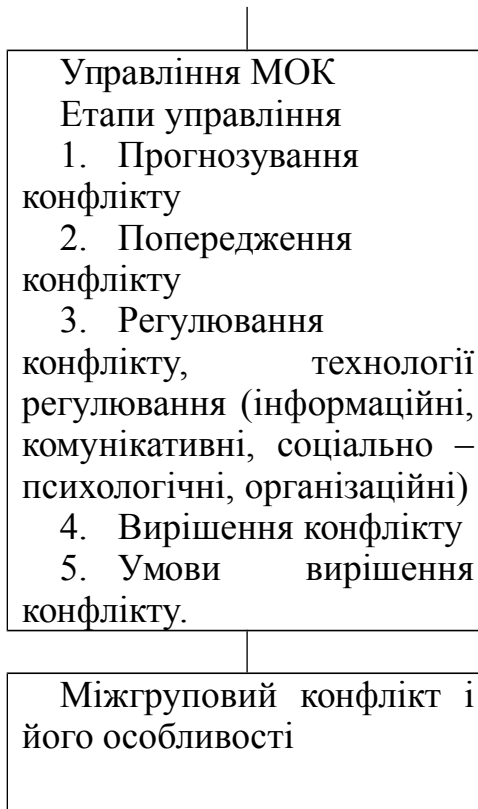 Управління МОК
Етапи управління
1. Прогнозування
конфлікту
2. Попередження
конфлікту
3. Регулювання
конфлікту, технології
регулювання (інформаційні,
комунікативні, соціально –
психологічні, організаційні)
4. Вирішення конфлікту
5. Умови вирішення
конфлікту.
Міжгруповий конфлікт і
його особливості